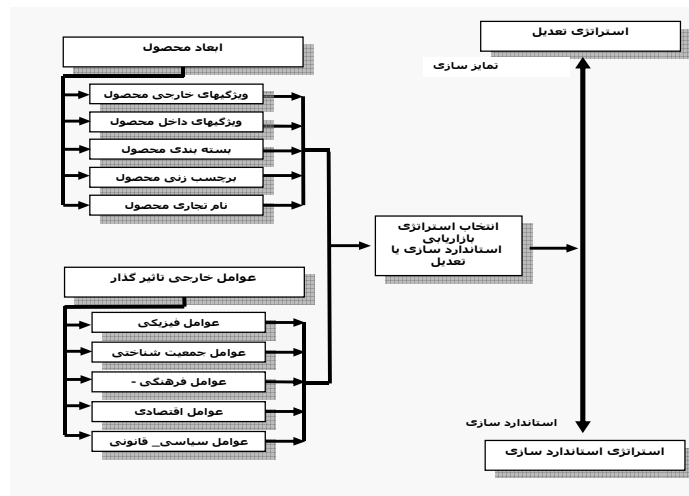 استراتژی تعدیل
ابعاد محصول
تمایز سازی
ویژگیهای خارجی محصول
ویژگیهای داخل محصول
بسته بندی محصول
برچسب زنی محصول
نام تجاری محصول
انتخاب استراتژی
بازاریابی
استاندارد سازی یا
تعدیل
عوامل خارجی تاثیر گذار
عوامل فیزیکی
عوامل جمعیت شناختی
عوامل فرهنگی -
عوامل اقتصادی
عوامل سیاسی_ قانونی
استاندارد سازی
استراتژی استاندارد سازی